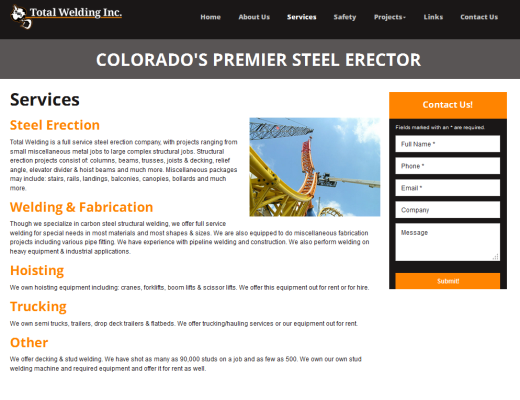 Total Welding Inc.
Home About Us Services Safety Projects Links Contact Us
COLORADO'S PREMIER STEEL ERECTOR
Services
Steel Erection
Total Welding is a full service steel erection company, with projects ranging from
small miscellaneous metal jobs to large complex structural jobs. Structural
erection projects consist of: columns, beams, trusses, joists & decking, relief
angle, elevator divider & hoist beams and much more. Miscellaneous packages
may include: stairs, rails, landings, balconies, canopies, bollards and much
more.
Welding & Fabrication
Though we specialize in carbon steel structural welding, we offer full service
welding for special needs in most materials and most shapes & sizes. We are also equipped to do miscellaneous fabrication
projects including various pipe fitting. We have experience with pipeline welding and construction. We also perform welding on
heavy equipment & industrial applications.
Hoisting
We own hoisting equipment including: cranes, forklifts, boom lifts & scissor lifts. We offer this equipment out for rent or for hire.
Trucking
We own semi trucks, trailers, drop deck trailers & flatbeds. We offer trucking/hauling services or our equipment out for rent.
Other
We offer decking & stud welding. We have shot as many as 90,000 studs on a job and as few as 500. We own our own stud
welding machine and required equipment and offer it for rent as well.
Contact Us!
Fields marked with an * are required.
Full Name *
Phone *
Email *
Company
Message
Submit!